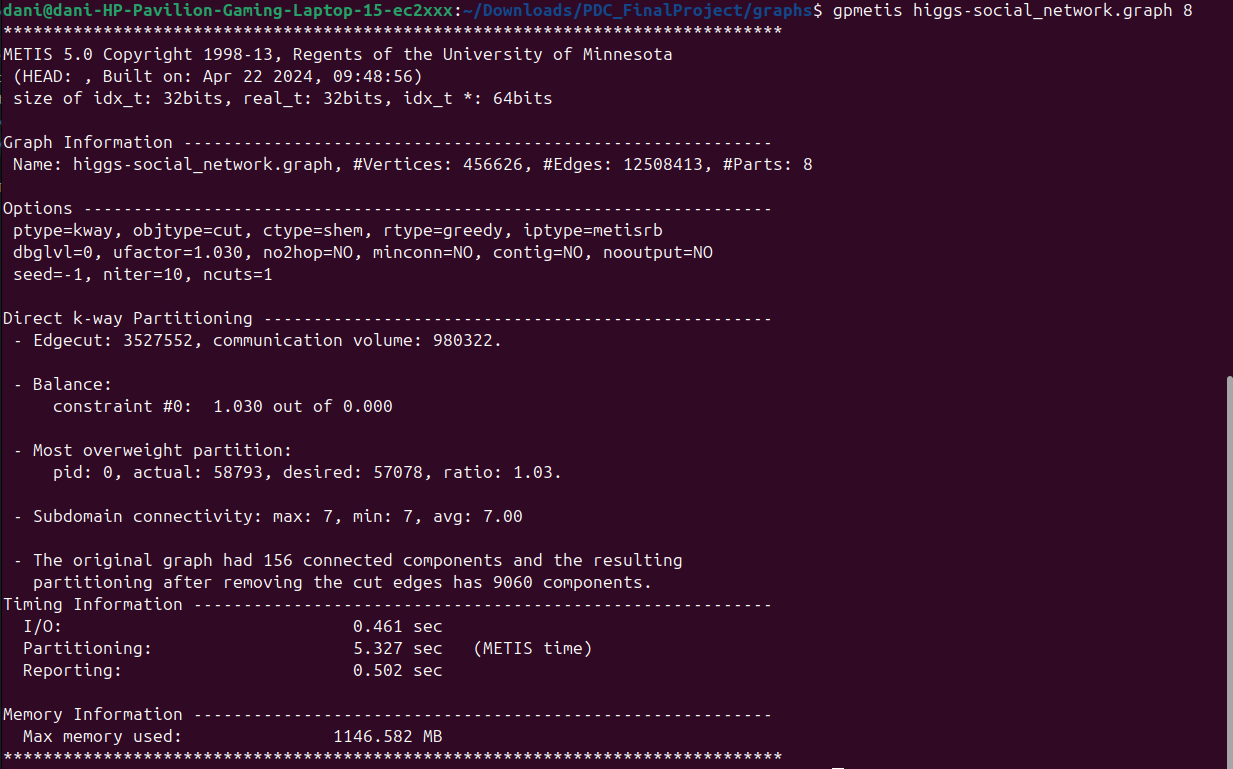 dani@dani-HP-Pavilion-Gaming-Laptop-15-ec2xxx:~/Downloads/PDC_FinalProject/graphs$ gpmetis higgs-social_network.graph 8
******************************************************************************
METIS 5.0 Copyright 1998-13, Regents of the University of Minnesota
 (HEAD: , Built on: Apr 22 2024, 09:48:56)
 size of idx_t: 32bits, real_t: 32bits, idx_t *: 64bits

Graph Information -----------------------------------------------------------
 Name: higgs-social_network.graph, #Vertices: 456626, #Edges: 12508413, #Parts: 8

Options ---------------------------------------------------------------------
 ptype=kway, objtype=cut, ctype=shem, rtype=greedy, iptype=metisrb
 dbglvl=0, ufactor=1.030, no2hop=NO, minconn=NO, contig=NO, nooutput=NO
 seed=-1, niter=10, ncuts=1

Direct k-way Partitioning ---------------------------------------------------
 - Edgecut: 3527552, communication volume: 980322.

 - Balance:
     constraint #0:  1.030 out of 0.000

 - Most overweight partition:
     pid: 0, actual: 58793, desired: 57078, ratio: 1.03.

 - Subdomain connectivity: max: 7, min: 7, avg: 7.00

 - The original graph had 156 connected components and the resulting
   partitioning after removing the cut edges has 9060 components.
Timing Information ----------------------------------------------------------
  I/O:                             0.461 sec
  Partitioning:                    5.327 sec   (METIS time)
  Reporting:                       0.502 sec

Memory Information ----------------------------------------------------------
  Max memory used:               1146.582 MB
******************************************************************************